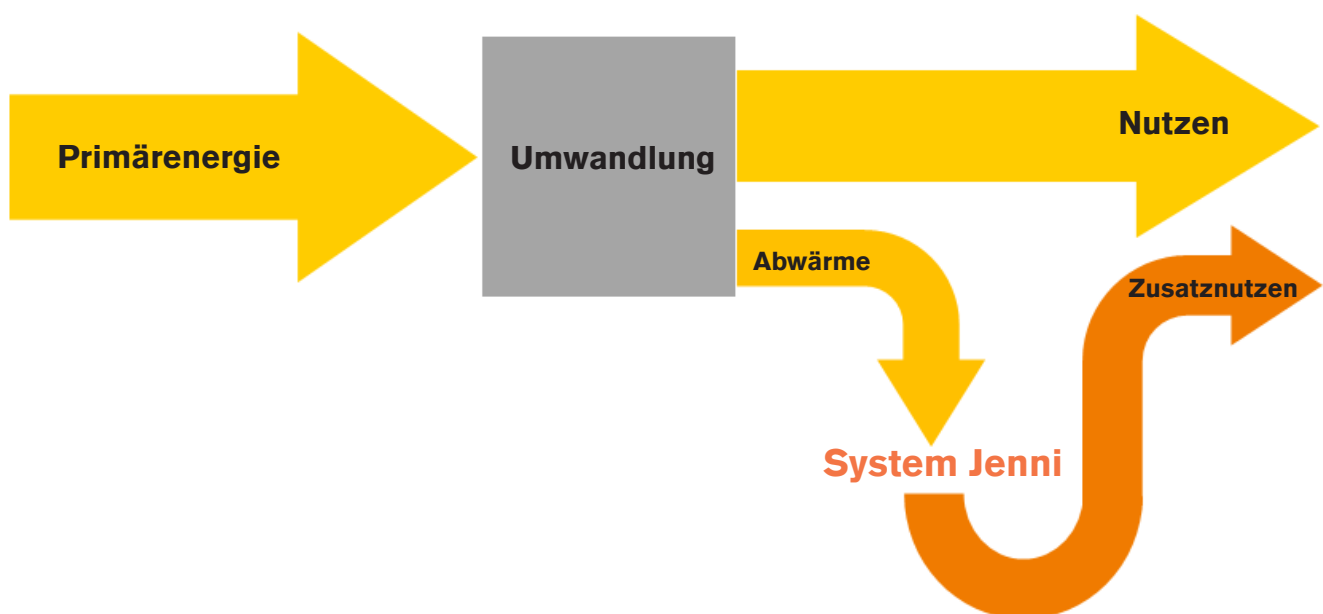 Primärenergie
Umwandlung
Nutzen
Abwärme
Zusatznutzen
System Jenni